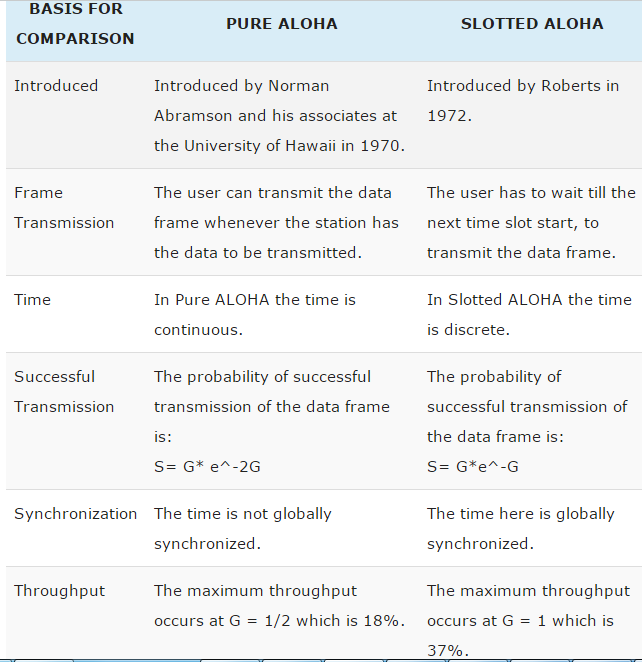 BASIS FOR
COMPARISON
PURE ALOHA
SLOTTED ALOHA
Introduced
Introduced by Norman
Abramson and his associates at
the University of Hawaii in 1970.
Introduced by Roberts in
1972.
Frame
Transmission
The user can transmit the data
frame whenever the station has
the data to be transmitted.
The user has to wait till the
next time slot start, to
transmit the data frame.
Time
In Pure ALOHA the time is
continuous.
In Slotted ALOHA the time
is discrete.
Successful
Transmission
The probability of successful
transmission of the data frame
is:
S= G* e^-2G
The probability of
successful transmission of
the data frame is:
S= G*e^-G
Synchronization
The time is not globally
synchronized.
The time here is globally
synchronized.
Throughput
The maximum throughput
occurs at G = 1/2 which is 18%.
The maximum throughput
occurs at G = 1 which is
37%.